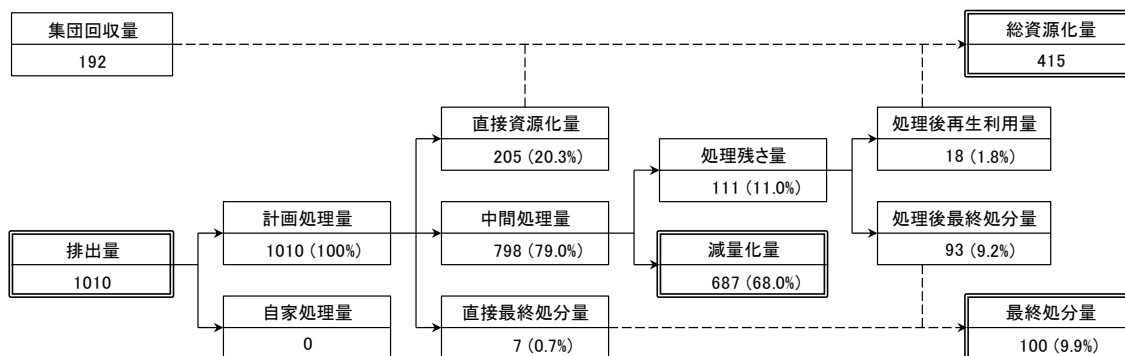 集団回収量
192
総資源化量
415
直接資源化量
205 (20.3%)
処理後再生利用量
18 (1.8%)
処理残さ量
111 (11.0%)
計画処理量
1010 (100%)
中間処理量
798 (79.0%)
処理後最終処分量
93 (9.2%)
排出量
1010
減量化量
687 (68.0%)
自家処理量
0
直接最終処分量
7 (0.7%)
最終処分量
100 (9.9%)